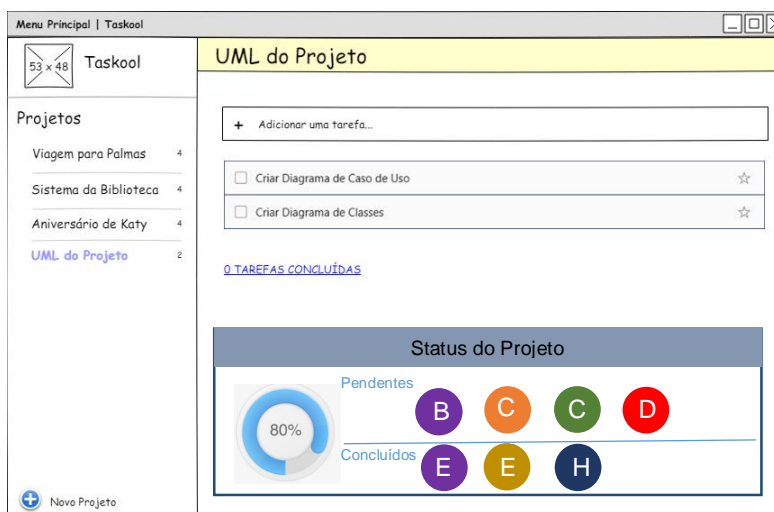 Menu Principal | Taskool
53 x 48
Taskool
Projetos
Viagem para Palmas 4
Sistema da Biblioteca 4
Aniversário de Katy 4
UML do Projeto 2
Novo Projeto
UML do Projeto
+ Adicionar uma tarefa...
Criar Diagrama de Caso de Uso
Criar Diagrama de Classes
0 TAREFAS CONCLUÍDAS
Status do Projeto
80%
Pendentes
B C C D
Concluídos
E E H